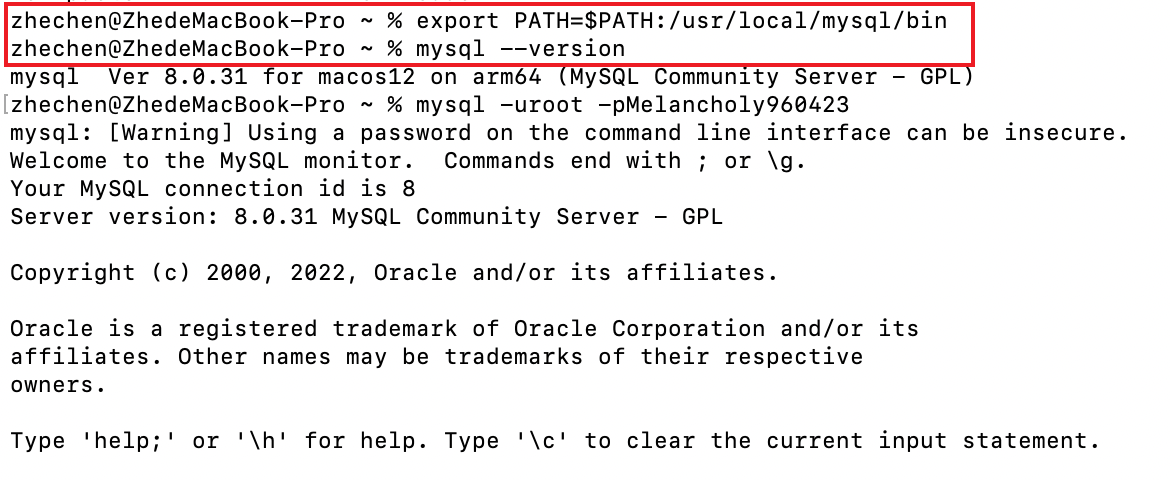 zhechen@ZhedeMacBook-Pro ~ % export PATH=$PATH:/usr/local/mysql/bin
zhechen@ZhedeMacBook-Pro ~ % mysql --version
mysql  Ver 8.0.31 for macos12 on arm64 (MySQL Community Server - GPL)
[zhechen@ZhedeMacBook-Pro ~ % mysql -uroot -pMelancholy960423
mysql: [Warning] Using a password on the command line interface can be insecure.
Welcome to the MySQL monitor.  Commands end with ; or \g.
Your MySQL connection id is 8
Server version: 8.0.31 MySQL Community Server - GPL

Copyright (c) 2000, 2022, Oracle and/or its affiliates.

Oracle is a registered trademark of Oracle Corporation and/or its
affiliates. Other names may be trademarks of their respective
owners.

Type 'help;' or '\h' for help. Type '\c' to clear the current input statement.